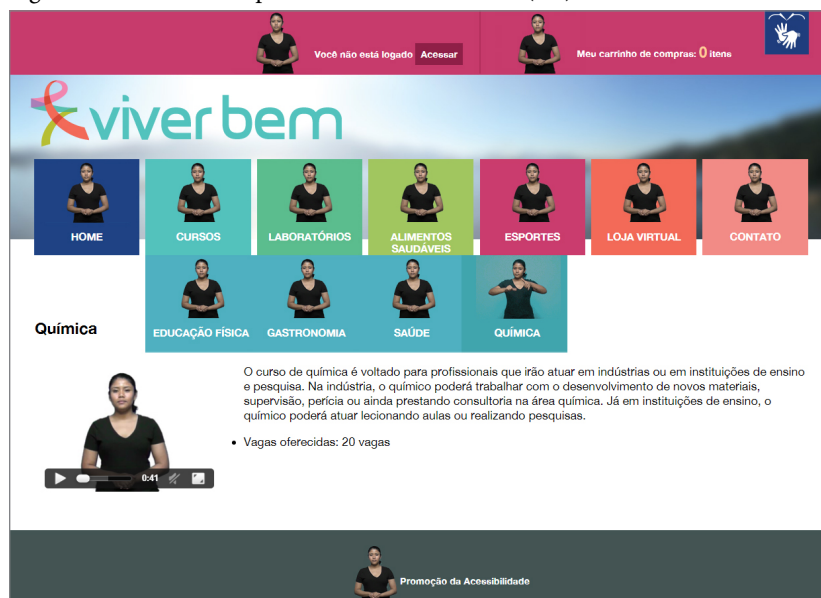 Você não está logado Acessar
Meu carrinho de compras: 0 itens
viver bem
HOME
CURSOS
LABORATÓRIOS
ALIMENTOS
SAUDÁVEIS
ESPORTES
LOJA VIRTUAL
CONTATO
EDUCAÇÃO FÍSICA
GASTRONOMIA
SAÚDE
QUÍMICA
Química
O curso de química é voltado para profissionais que irão atuar em indústrias ou em instituições de ensino
e pesquisa. Na indústria, o químico poderá trabalhar com o desenvolvimento de novos materiais,
supervisão, perícia ou ainda prestando consultoria na área química. Já em instituições de ensino, o
químico poderá atuar lecionando aulas ou realizando pesquisas.
• Vagas oferecidas: 20 vagas
0:41
Promoção da Acessibilidade